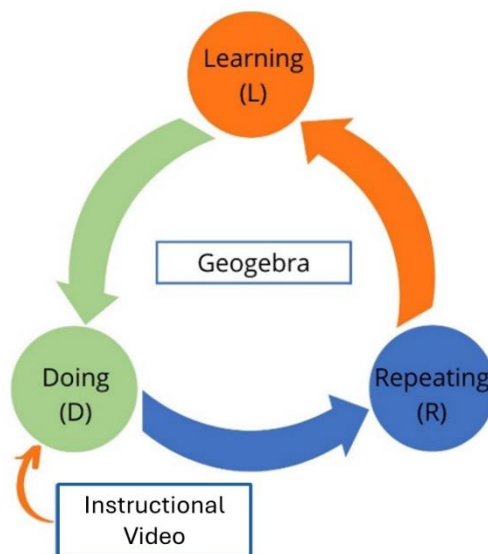 Learning
(L)
Geogebra
Doing
(D)
Repeating
(R)
Instructional
Video